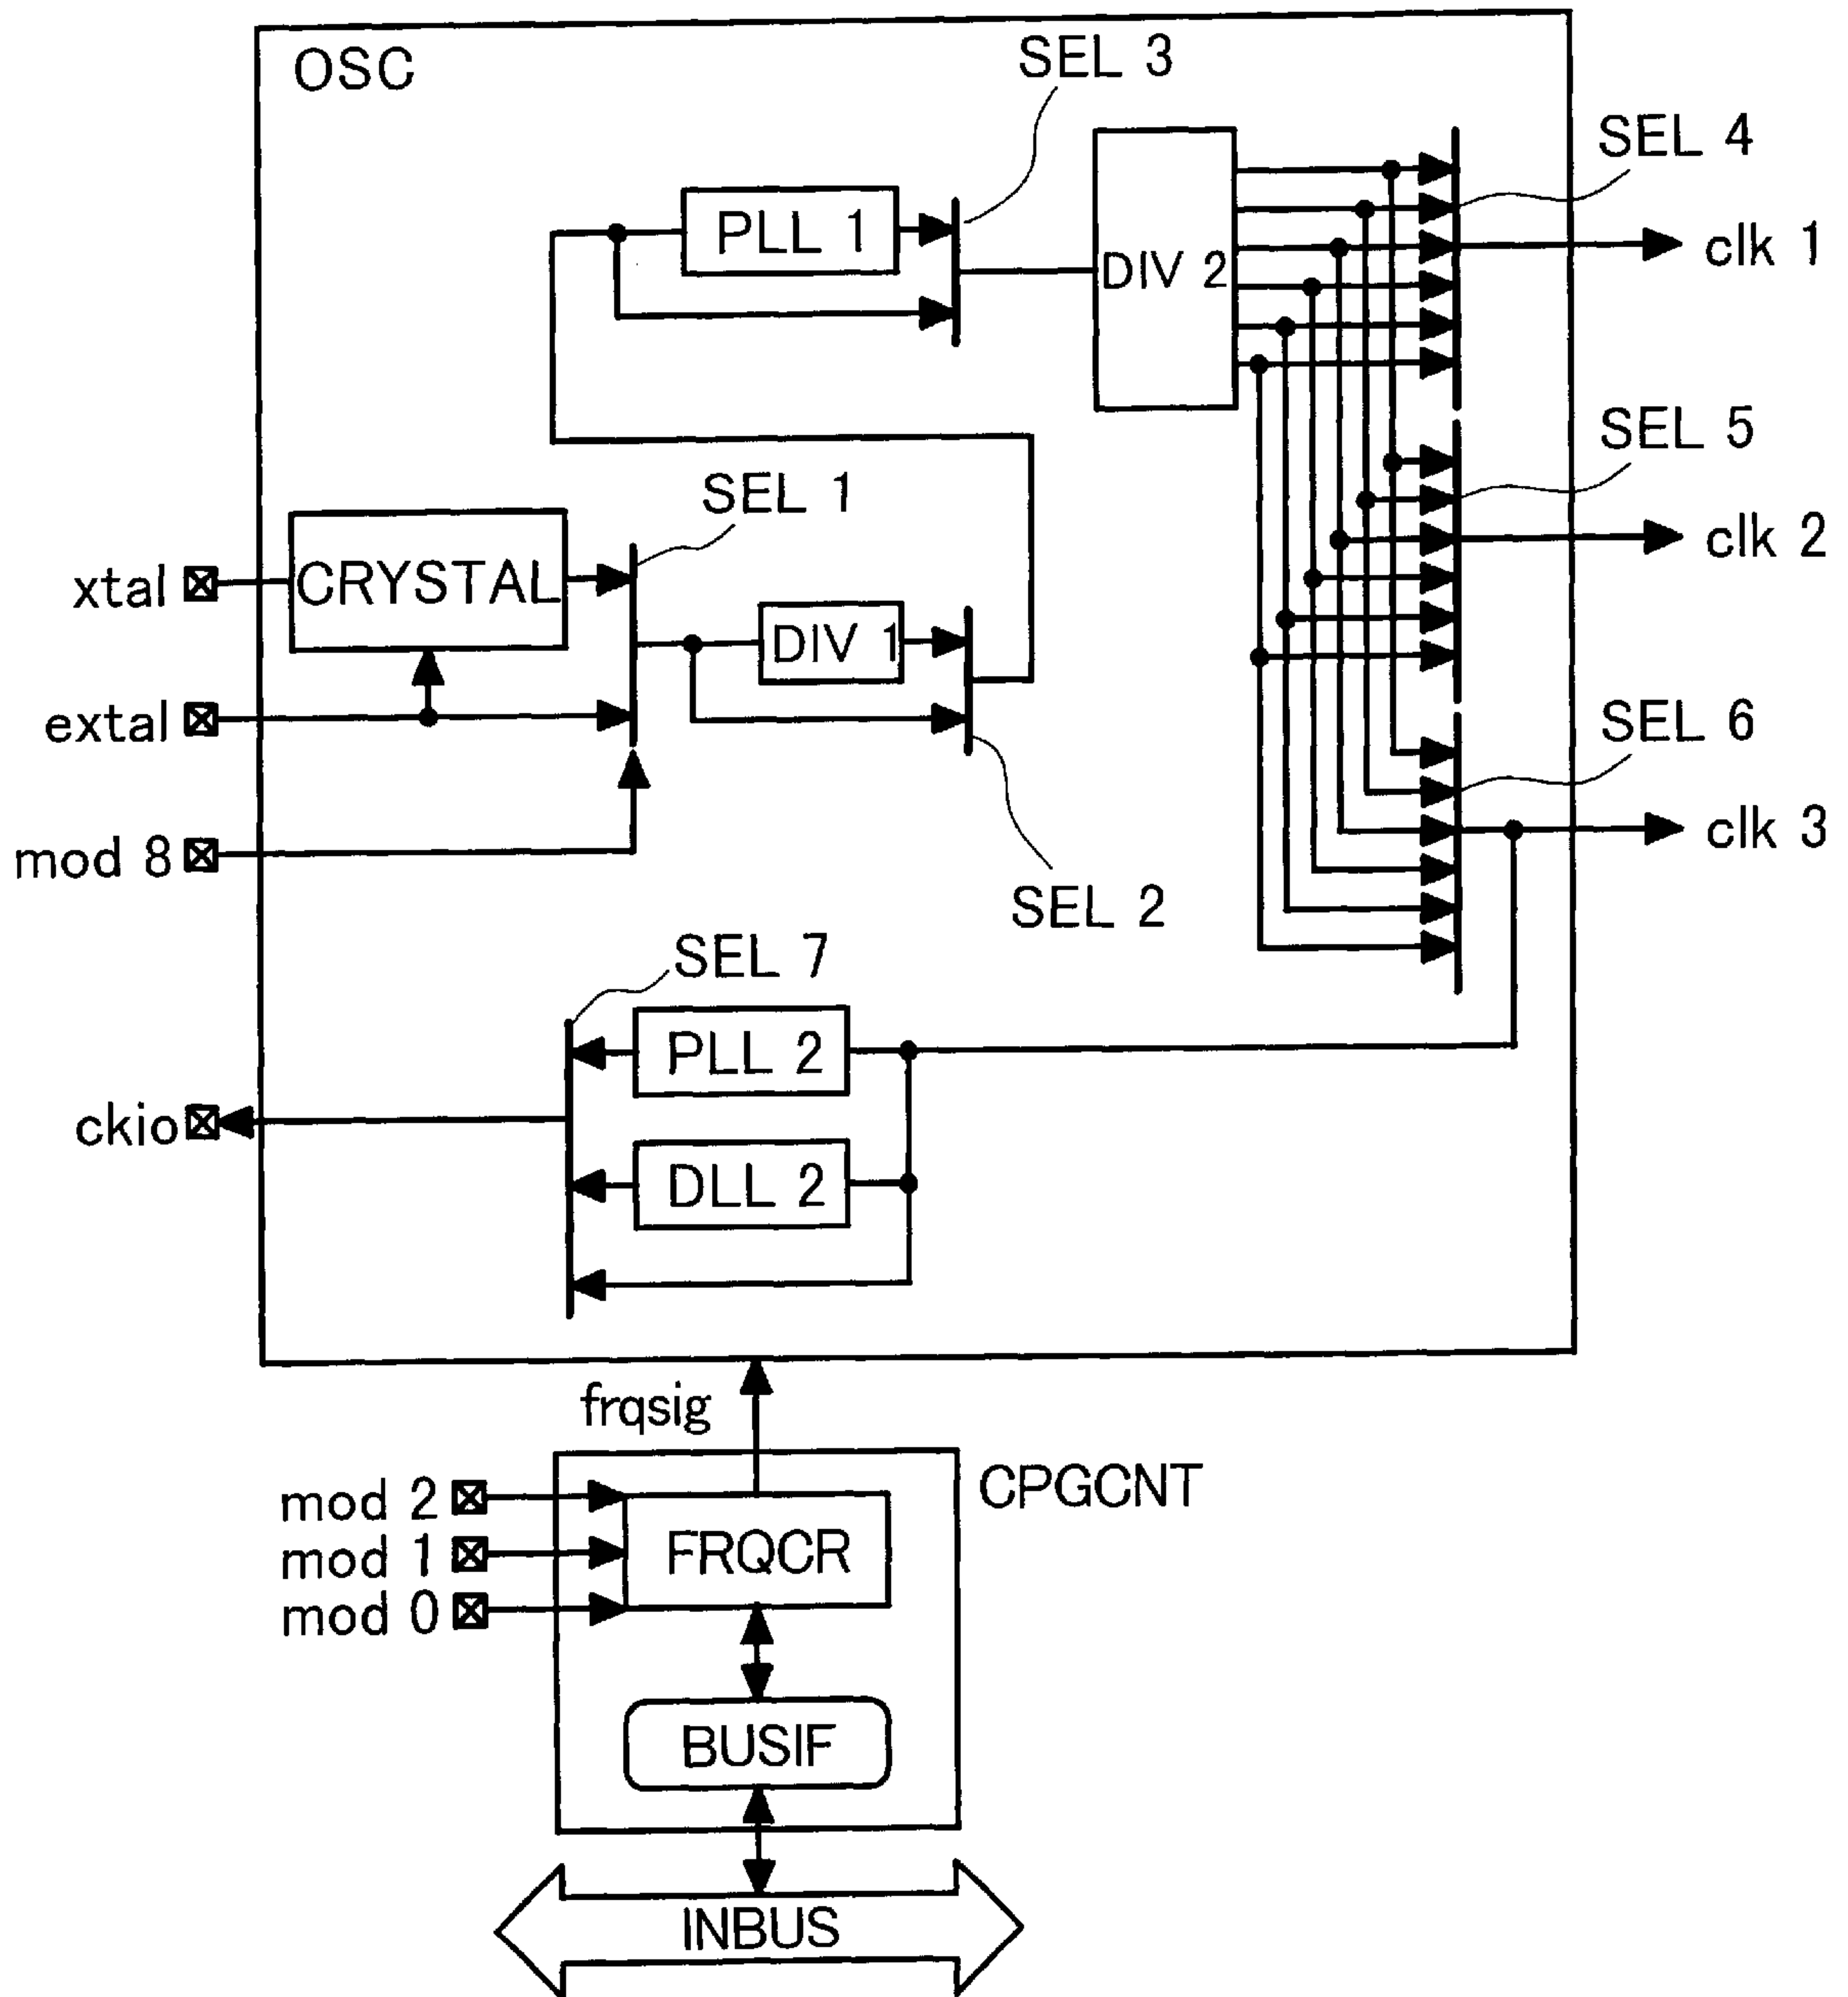 OSC
SEL 3
SEL 4
PLL 1
DIV 2
clk 1
SEL 5
SEL 1
clk 2
xtal
CRYSTAL
DIV 1
extal
SEL 6
mod 8
clk 3
SEL 2
SEL 7
PLL 2
ckio
DLL 2
frqsig
CPGCNT
mod 2
mod 1
FRQCR
mod 0
BUSIF
INBUS